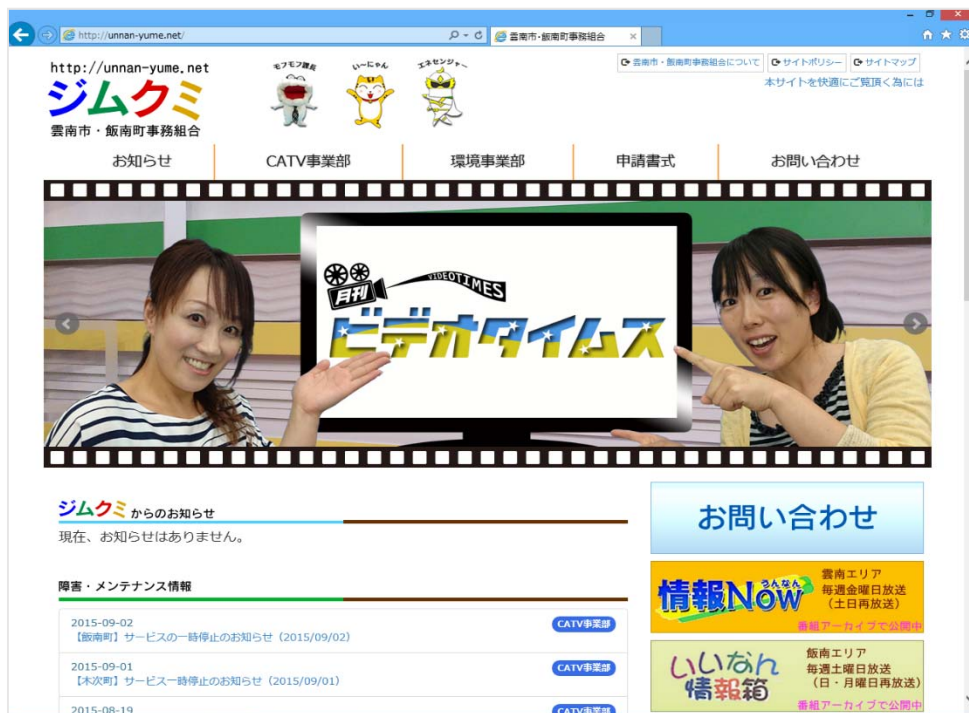 http://unnan-yume.net/
雲南市・飯南町事務組合
http://unnan-yume.net
ジムクミ
雲南市・飯南町事務組合
モフモフ課長
い~にゃん
エネセンジャー
雲南市・飯南町事務組合について
サイトポリシー
サイトマップ
本サイトを快適にご覧頂く為には
お知らせ
CATV事業部
環境事業部
申請書式
お問い合わせ
月刊
VIDEOTIMES
ビデオタイムス
ジムクミからのお知らせ
現在、お知らせはありません。
障害・メンテナンス情報
2015-09-02
CATV事業部
【飯南町】サービスの一時停止のお知らせ（2015/09/02）
2015-09-01
CATV事業部
【木次町】サービス一時停止のお知らせ（2015/09/01）
2015-08-19
CATV事業部
お問い合わせ
情報Now
うんなん
雲南エリア
毎週金曜日放送
（土日再放送）
番組アーカイブで公開中
いいなん
情報箱
飯南エリア
毎週土曜日放送
（日・月曜日再放送）
番組アーカイブで公開中